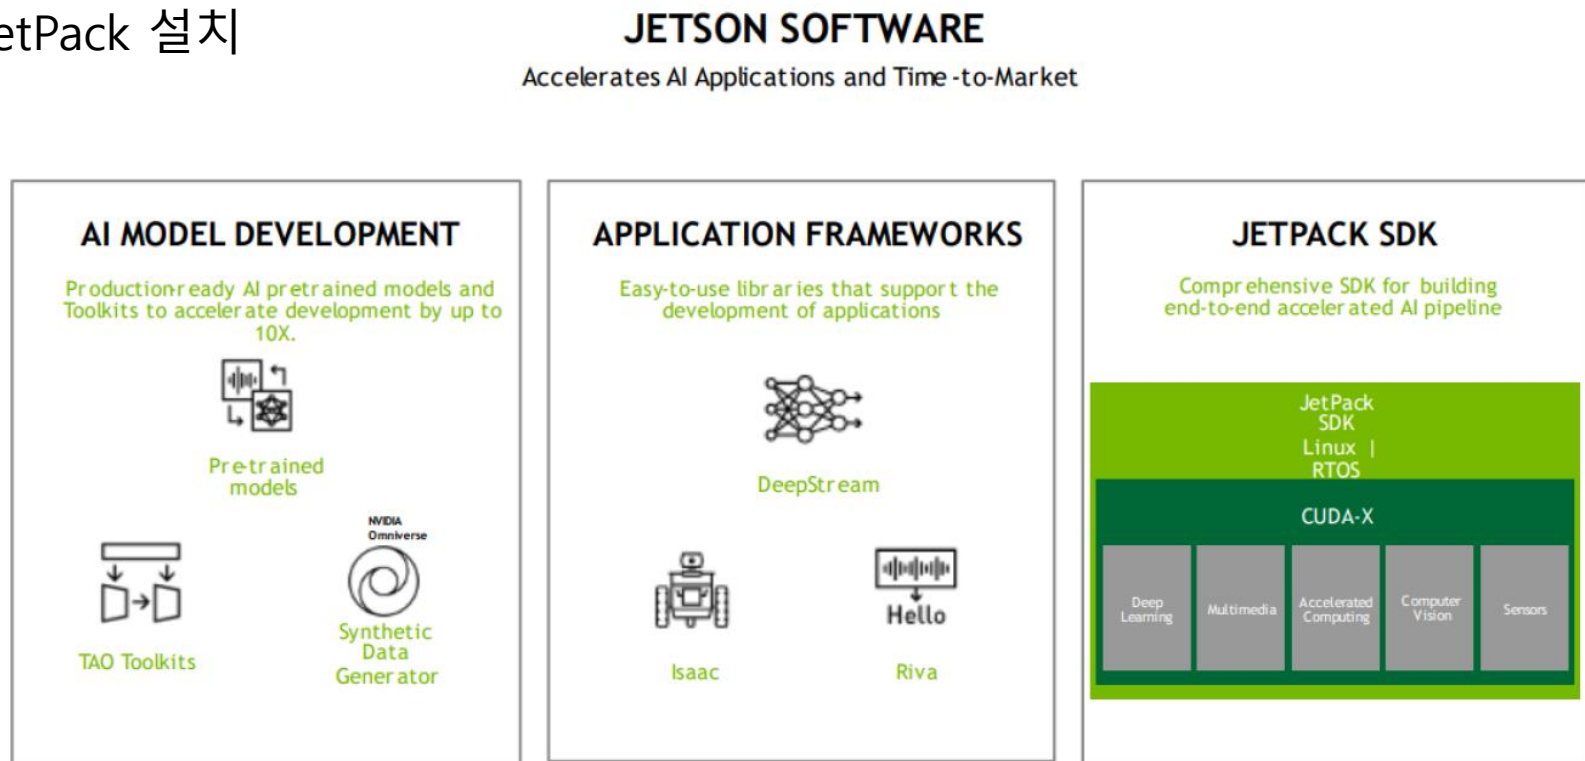 etPack 설치
JETSON SOFTWARE
Accelerates AI Applications and Time-to-Market
AI MODEL DEVELOPMENT
Production-ready AI pretrained models and
Toolkits to accelerate development by up to
10X.
Pre-trained
models
TAO Toolkits
NVIDIA
Omniverse
Synthetic
Data
Generator
APPLICATION FRAMEWORKS
Easy-to-use libraries that support the
development of applications
DeepStream
Isaac
Hello
Riva
JETPACK SDK
Comprehensive SDK for building
end-to-end accelerated AI pipeline
JetPack
SDK
Linux |
RTOS
CUDA-X
Deep
Learning
Multimedia
Accelerated
Computing
Computer
Vision
Sensors